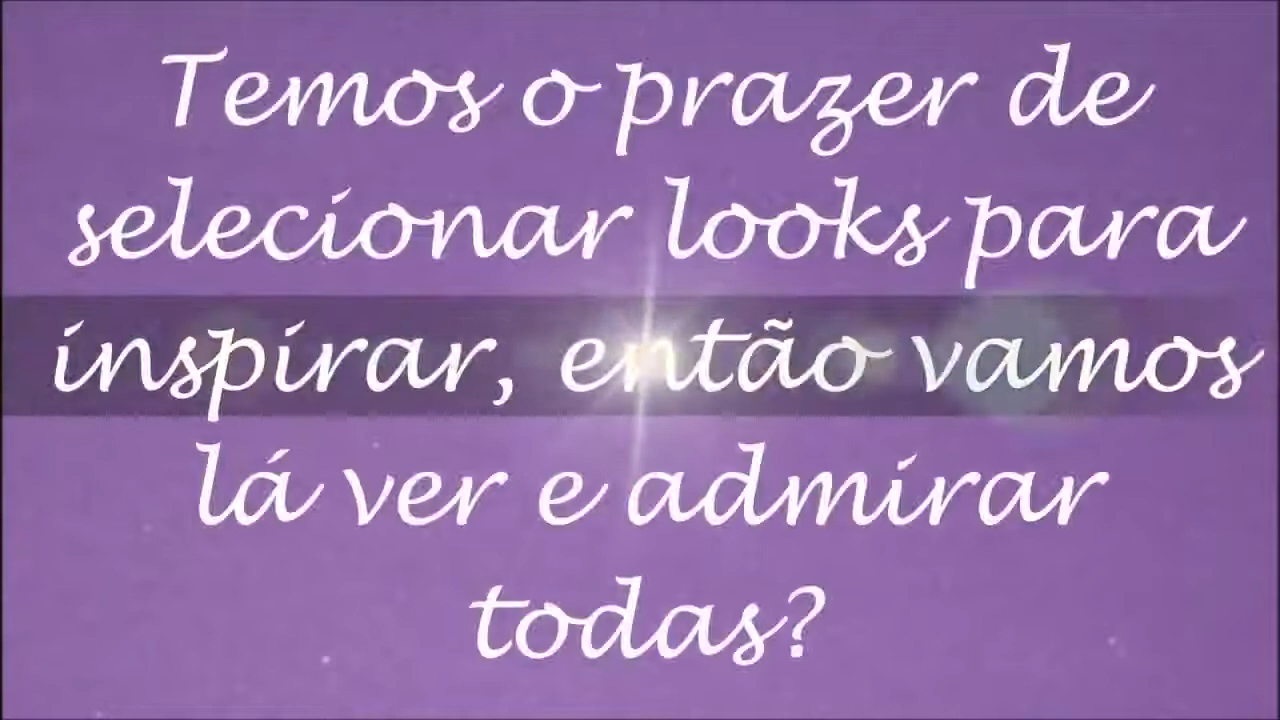 Temos o prazer de
selecionar looks para
inspirar, então vamos
lá ver e admirar
todas?